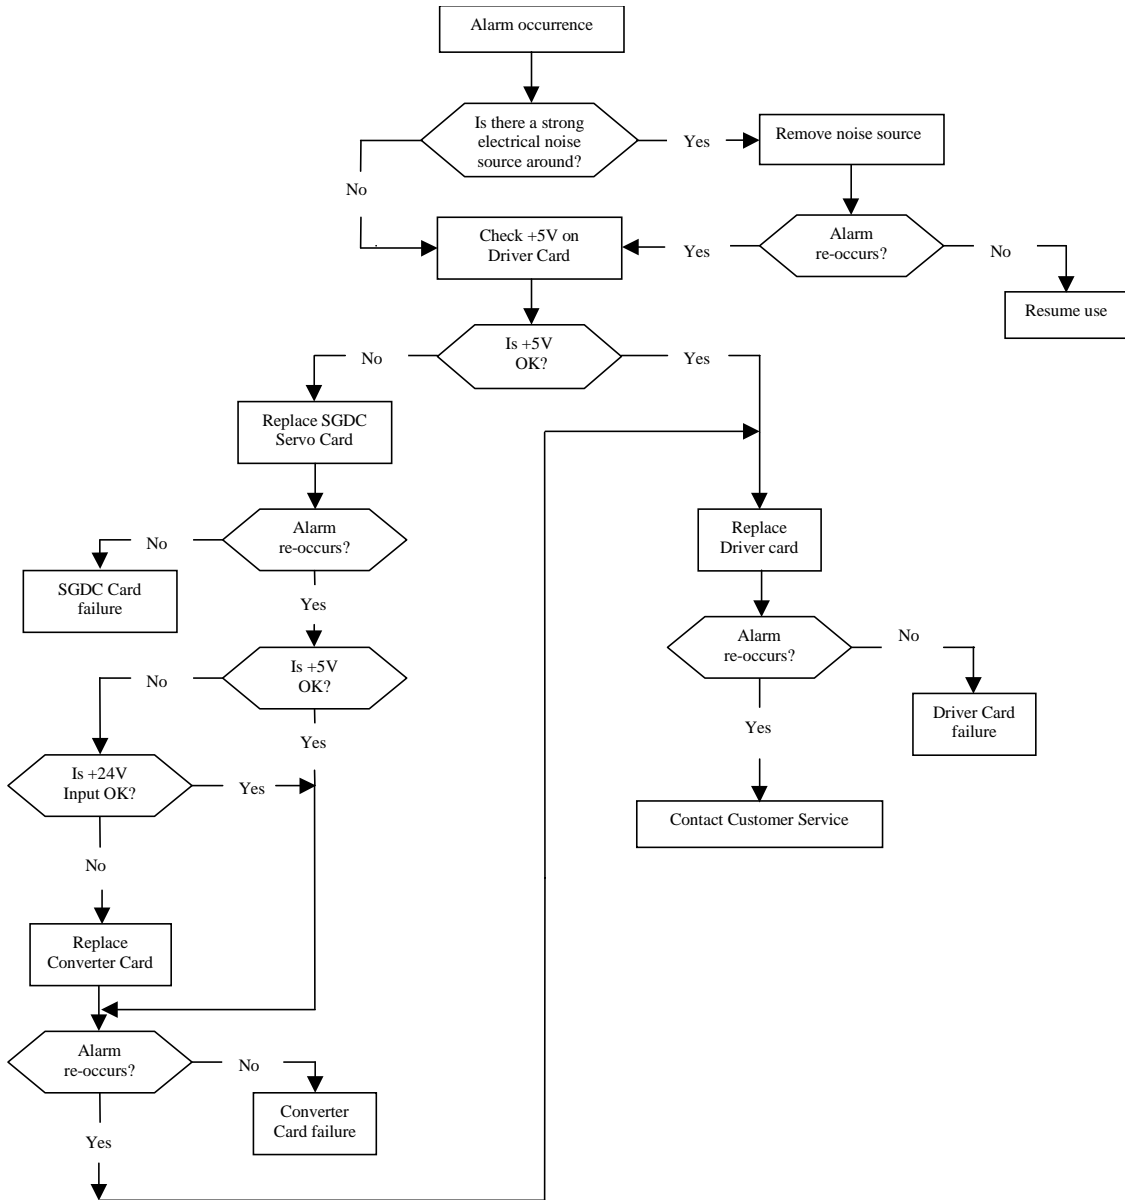 Alarm occurrence
Is there a strong
electrical noise
source around?
Yes
Remove noise source
No
Check +5V on
Driver Card
Yes
Alarm
re-occurs?
No
Resume use
Is +5V
OK?
No
Yes
Replace SGDC
Servo Card
Alarm
re-occurs?
No
SGDC Card
failure
Yes
Replace
Driver card
Alarm
re-occurs?
No
Driver Card
failure
Yes
Contact Customer Service
Is +5V
OK?
No
Yes
Is +24V
Input OK?
Yes
No
Replace
Converter Card
Alarm
re-occurs?
No
Converter
Card failure
Yes